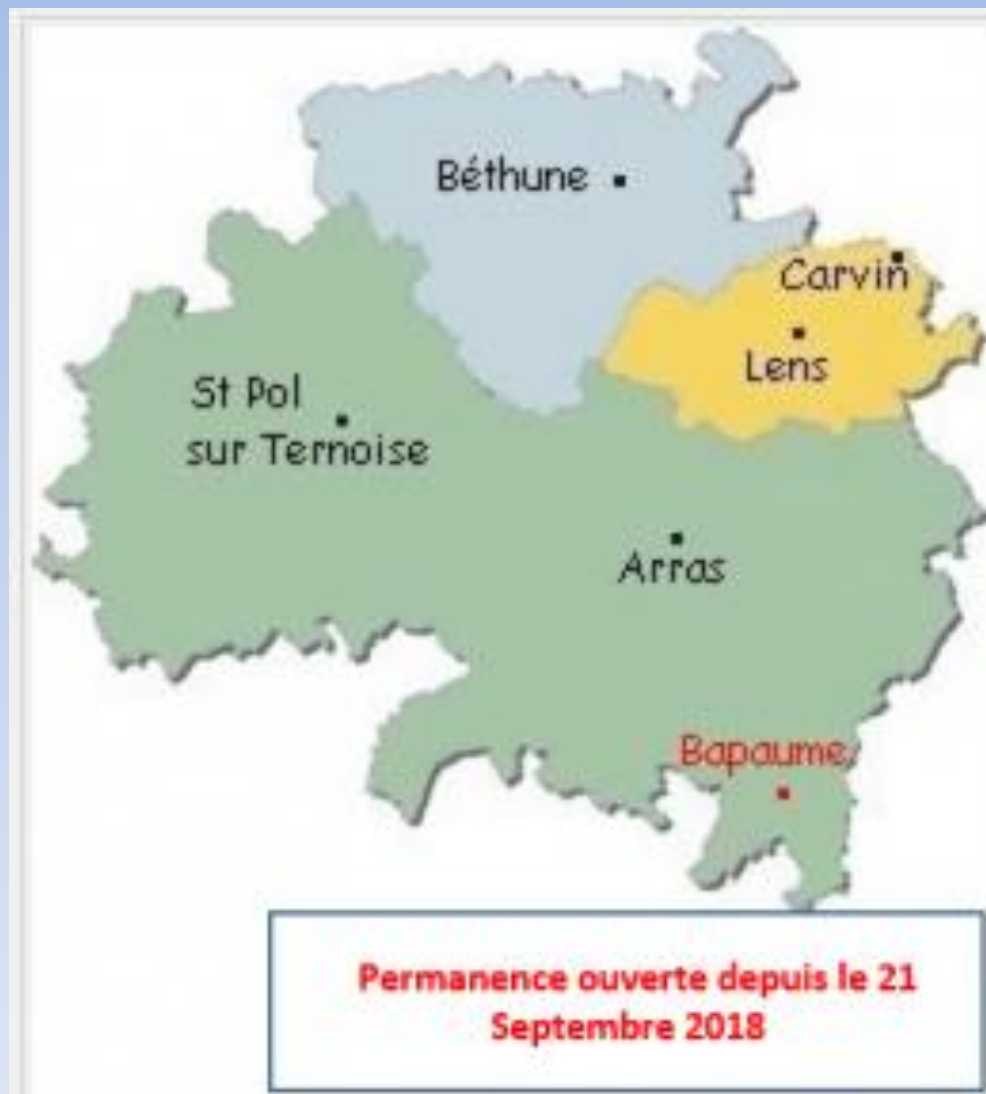 Béthune
Carvin
Lens
St Pol
sur Ternoise
Arras
Bapaume
Permanence ouverte depuis le 21
Septembre 2018